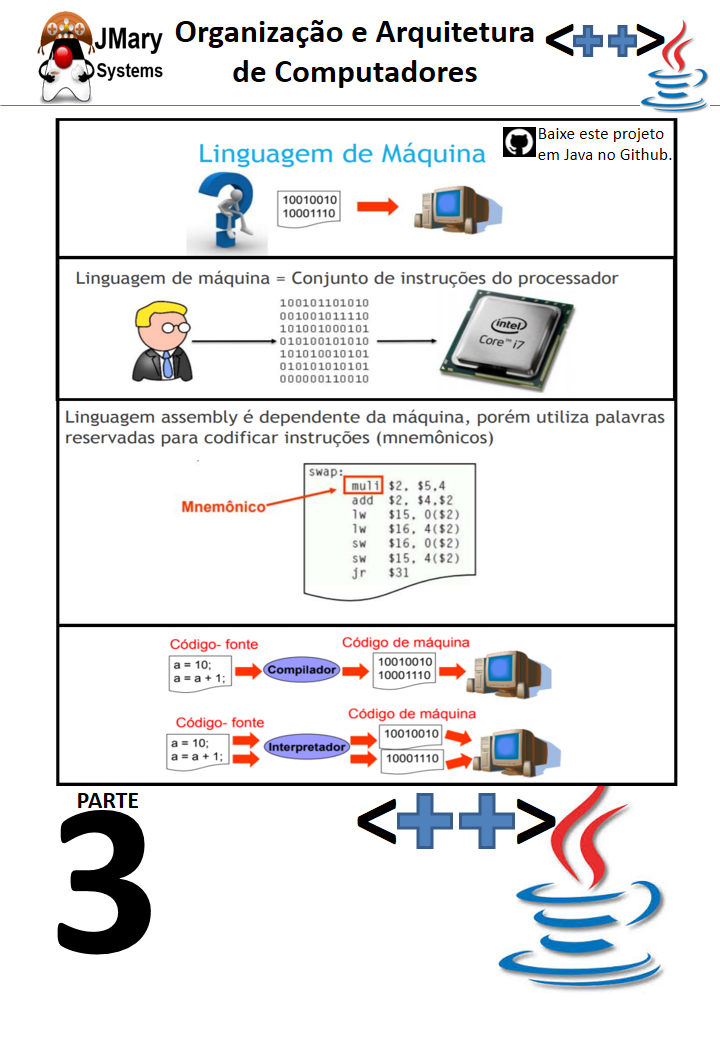 JMary
Systems
Organização e Arquitetura
de Computadores
<++>
Linguagem de Máquina
Baixe este projeto
em Java no Github.
10010010
10001110
Linguagem de máquina = Conjunto de instruções do processador
100101101010
001001011110
101001000101
010100101010
101010010101
010101010101
000000110010
intel
Core™ i7
Linguagem assembly é dependente da máquina, porém utiliza palavras
reservadas para codificar instruções (mnemônicos)
Mnemônico
swap:
muli $2, $5,4
add $2, $4,$2
lw $15, 0($2)
lw $16, 4($2)
sw $16, 0($2)
sw $15, 4($2)
jr $31
Código- fonte
Código de máquina
a = 10;
a = a + 1;
Compilador
10010010
10001110
Código- fonte
Código de máquina
a = 10;
a = a + 1;
Interpretador
10010010
10001110
PARTE
3
<++>